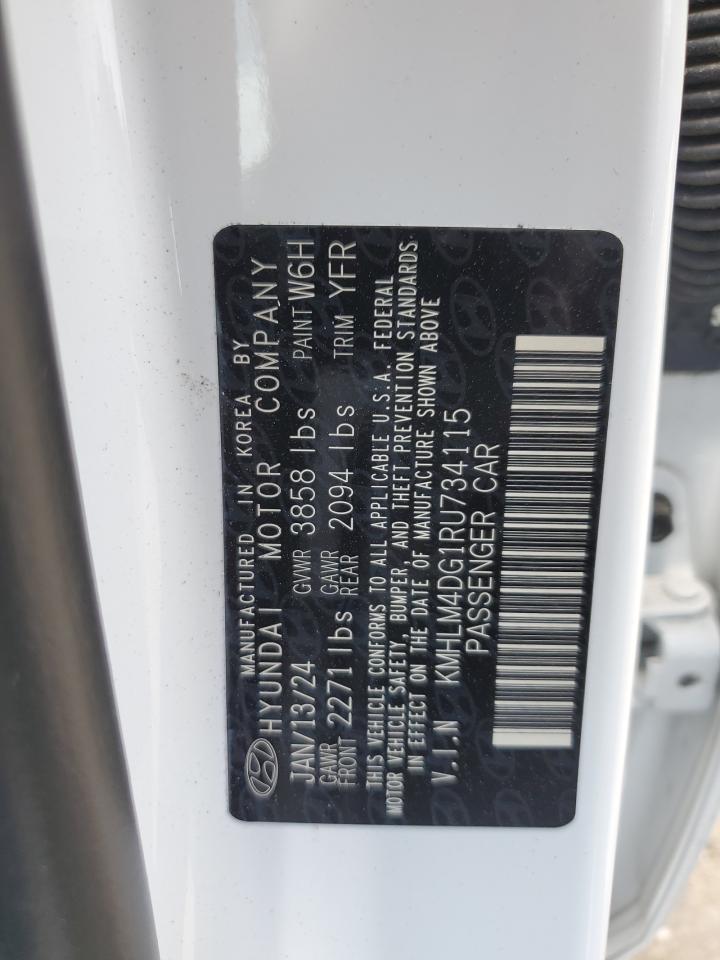 MANUFACTURED IN KOREA BY
HYUNDAI MOTOR COMPANY
JAN/13/24 GVWR 3858 lbs PAINT W6H
GAWR FRONT 2271 lbs GAWR REAR 2094 lbs TRIM YFR
THIS VEHICLE CONFORMS TO ALL APPLICABLE U.S.A. FEDERAL
MOTOR VEHICLE SAFETY, BUMPER, AND THEFT PREVENTION STANDARDS
IN EFFECT ON THE DATE OF MANUFACTURE SHOWN ABOVE
V.I.N KMHLM4DG1RU734115
PASSENGER CAR